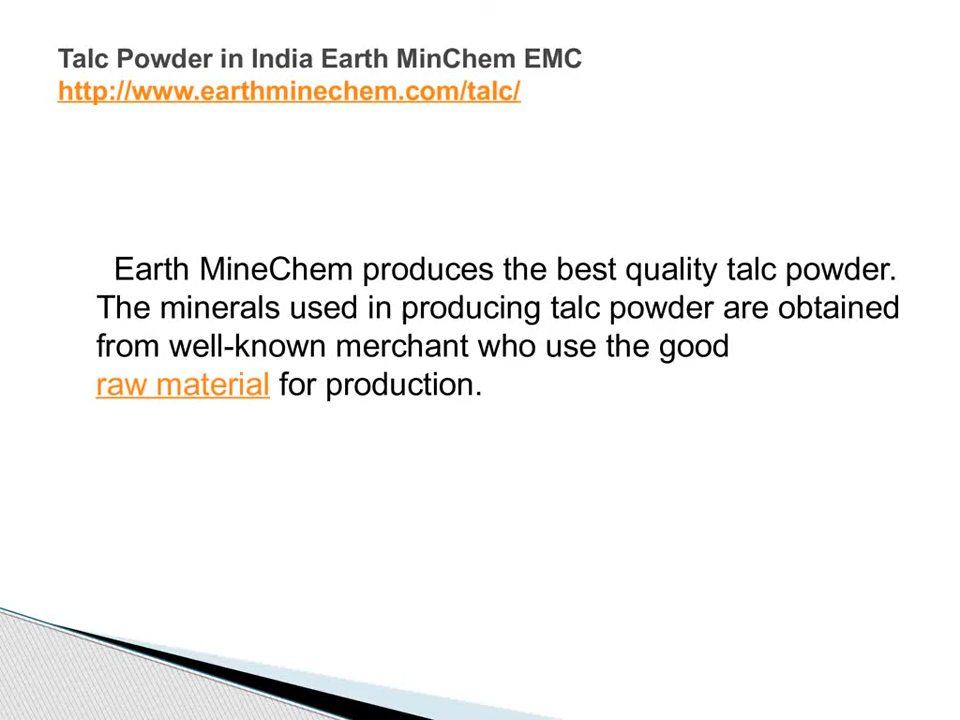 Talc Powder in India Earth MinChem EMC
http://www.earthminechem.com/talc/
Earth MineChem produces the best quality talc powder.
The minerals used in producing talc powder are obtained
from well-known merchant who use the good
raw material for production.